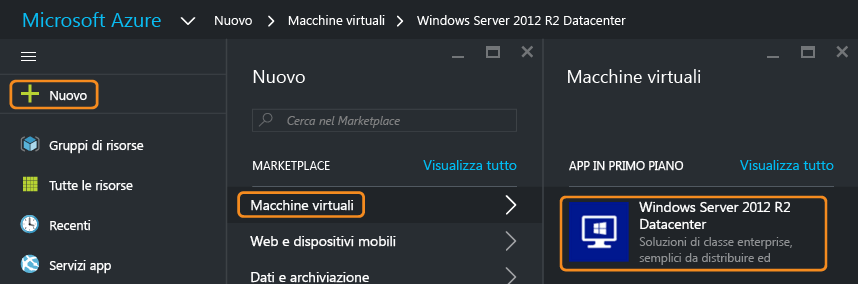 Microsoft Azure Nuovo Macchine virtuali Windows Server 2012 R2 Datacenter
Nuovo
Gruppi di risorse
Tutte le risorse
Recenti
Servizi app
Nuovo
Cerca nel Marketplace
MARKETPLACE Visualizza tutto
Macchine virtuali
Web e dispositivi mobili
Dati e archiviazione
Macchine virtuali
APP IN PRIMO PIANO Visualizza tutto
Windows Server 2012 R2
Datacenter
Soluzioni di classe enterprise,
semplici da distribuire ed